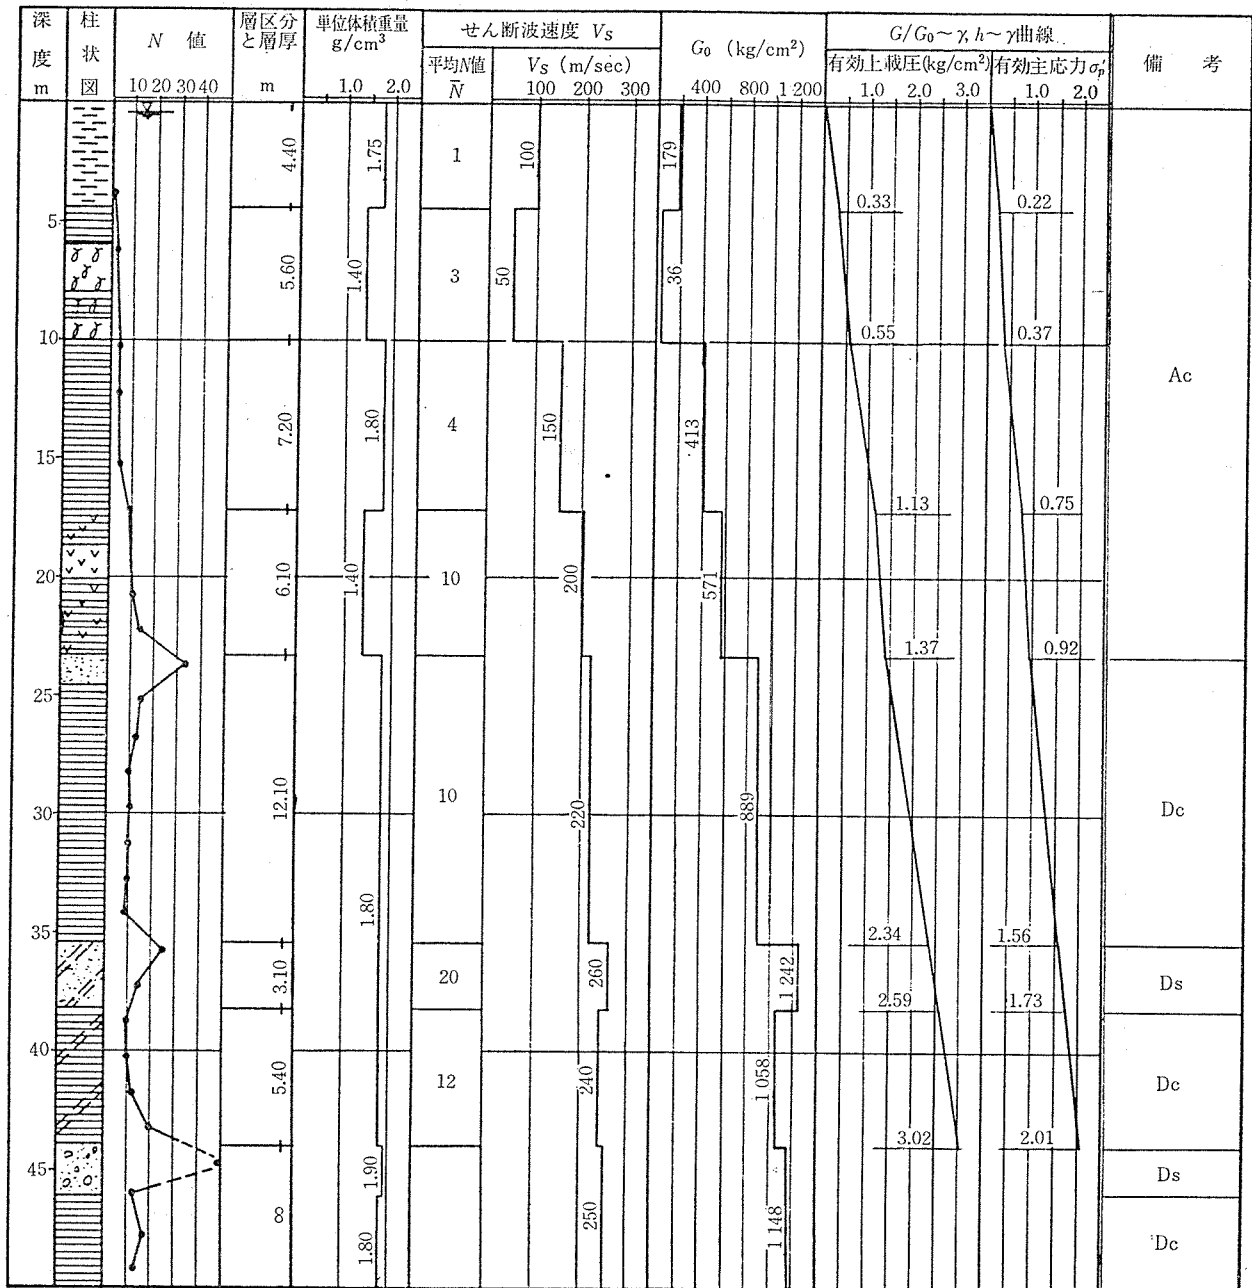 深度 m
柱状図
N 値
10 20 30 40
層区分と層厚
m
単位体積重量
g/cm³
1.0 2.0
せん断波速度 Vs
平均N値
N̄
Vs (m/sec)
100 200 300
G₀ (kg/cm²)
400 800 1 200
G/G₀～γ, h～γ曲線
有効上載圧(kg/cm²)
1.0 2.0 3.0
有効主応力σp′
1.0 2.0
備 考
5
10
15
20
25
30
35
40
45
4.40
5.60
7.20
6.10
12.10
3.10
5.40
∞
1.75
1.40
1.80
1.40
1.80
1.90
1.80
1
3
4
10
10
20
12
100
50
150
200
220
260
240
250
179
36
413
571
889
1 242
1 058
1 148
0.33
0.55
1.13
1.37
2.34
2.59
3.02
0.22
0.37
0.75
0.92
1.56
1.73
2.01
Ac
Dc
Ds
Dc
Ds
Dc